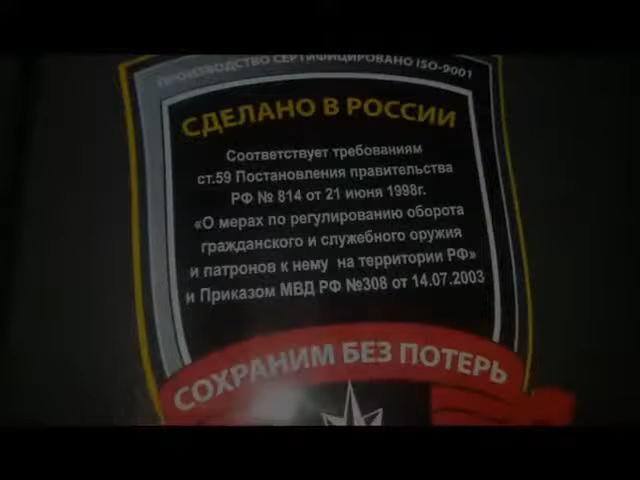 ПРОИЗВОДСТВО СЕРТИФИЦИРОВАНО ISO-9001
СДЕЛАНО В РОССИИ
Соответствует требованиям
ст.59 Постановления правительства
РФ № 814 от 21 июня 1998г.
«О мерах по регулированию оборота
гражданского и служебного оружия
и патронов к нему на территории РФ»
и Приказом МВД РФ №308 от 14.07.2003
СОХРАНИМ БЕЗ ПОТЕРЬ